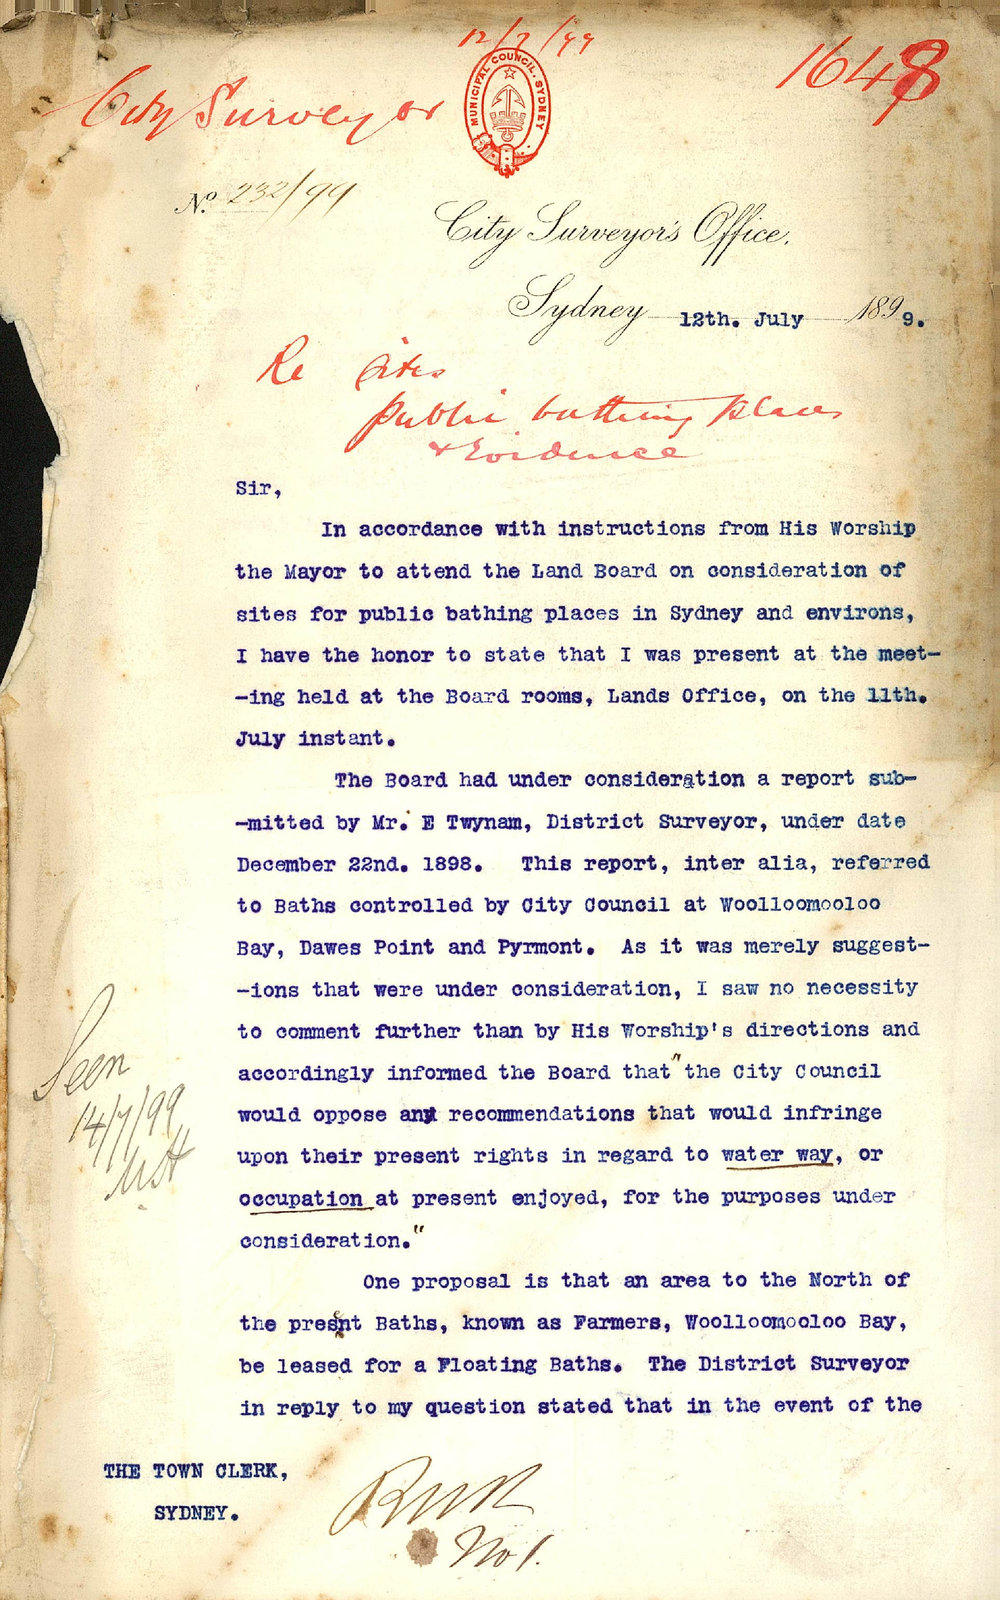 12/7/99
1648
City Surveyor
MUNICIPAL COUNCIL. SYDNEY
No. 232/99
City Surveyor's Office.
Sydney 12th. July 1899.
Re Sites
public bathing places
& Evidence
Sir,
In accordance with instructions from His Worship
the Mayor to attend the Land Board on consideration of
sites for public bathing places in Sydney and environs,
I have the honor to state that I was present at the meet-
-ing held at the Board rooms, Lands Office, on the 11th.
July instant.
The Board had under consideration a report sub-
-mitted by Mr. E Twynam, District Surveyor, under date
December 22nd. 1898. This report, inter alia, referred
to Baths controlled by City Council at Woolloomooloo
Bay, Dawes Point and Pyrmont. As it was merely suggest-
-ions that were under consideration, I saw no necessity
to comment further than by His Worship's directions and
accordingly informed the Board that "the City Council
would oppose any recommendations that would infringe
upon their present rights in regard to water way, or
occupation at present enjoyed, for the purposes under
consideration."
Seen
14/7/99
One proposal is that an area to the North of
the present Baths, known as Farmers, Woolloomooloo Bay,
be leased for a Floating Baths. The District Surveyor
in reply to my question stated that in the event of the
THE TOWN CLERK,
SYDNEY.
No 1.